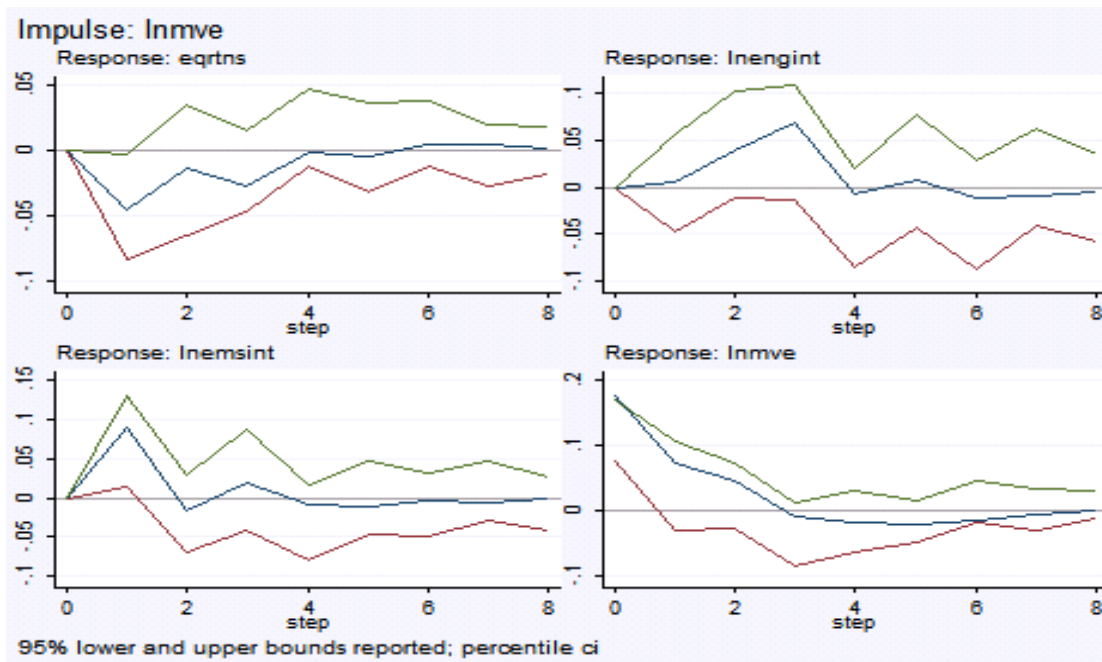 Impulse: lnmve
Response: eqrtns
.05
0
-.05
-.1
0 2 4 6 8
step
Response: lnengint
.1
.05
0
-.05
-.1
0 2 4 6 8
step
Response: lnemsint
.15
.1
.05
0
-.05
-.1
0 2 4 6 8
step
Response: lnmve
.2
.1
0
-.1
0 2 4 6 8
step
95% lower and upper bounds reported; percentile ci